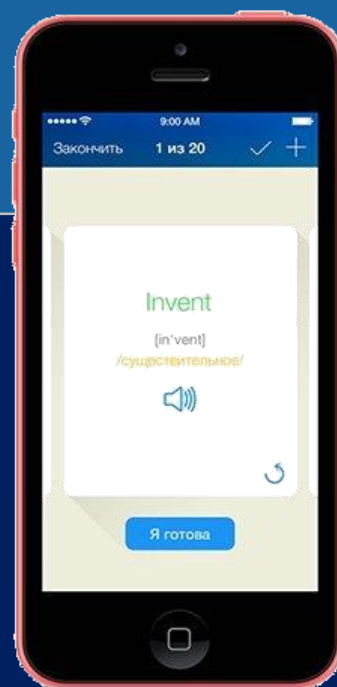 9:00 AM
Закончить 1 из 20
Invent
[in'vent]
/существительное/
Я готова